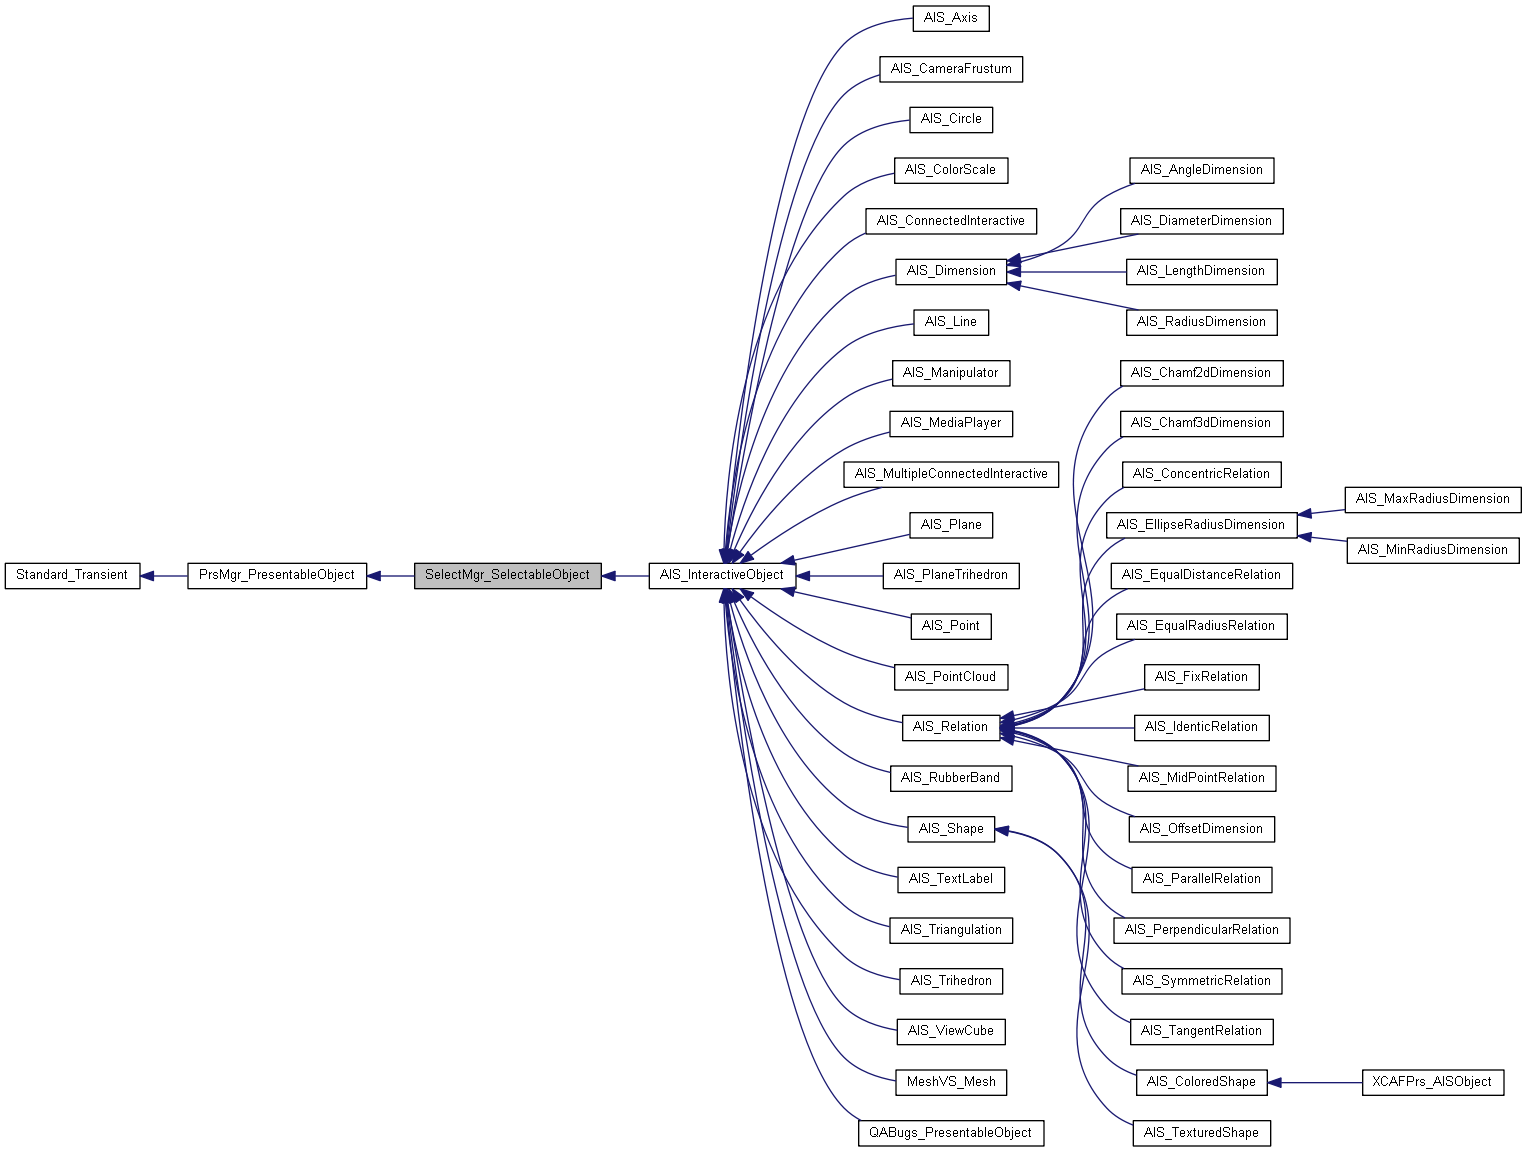 Standard_Transient
PrsMgr_PresentableObject
SelectMgr_SelectableObject
AIS_InteractiveObject
AIS_Axis
AIS_CameraFrustum
AIS_Circle
AIS_ColorScale
AIS_ConnectedInteractive
AIS_Dimension
AIS_Line
AIS_Manipulator
AIS_MediaPlayer
AIS_MultipleConnectedInteractive
AIS_Plane
AIS_PlaneTrihedron
AIS_Point
AIS_PointCloud
AIS_Relation
AIS_RubberBand
AIS_Shape
AIS_TextLabel
AIS_Triangulation
AIS_Trihedron
AIS_ViewCube
MeshVS_Mesh
QABugs_PresentableObject
AIS_AngleDimension
AIS_DiameterDimension
AIS_LengthDimension
AIS_RadiusDimension
AIS_Chamf2dDimension
AIS_Chamf3dDimension
AIS_ConcentricRelation
AIS_EllipseRadiusDimension
AIS_EqualDistanceRelation
AIS_EqualRadiusRelation
AIS_FixRelation
AIS_IdenticRelation
AIS_MidPointRelation
AIS_OffsetDimension
AIS_ParallelRelation
AIS_PerpendicularRelation
AIS_SymmetricRelation
AIS_TangentRelation
AIS_ColoredShape
AIS_TexturedShape
AIS_MaxRadiusDimension
AIS_MinRadiusDimension
XCAFPrs_AISObject